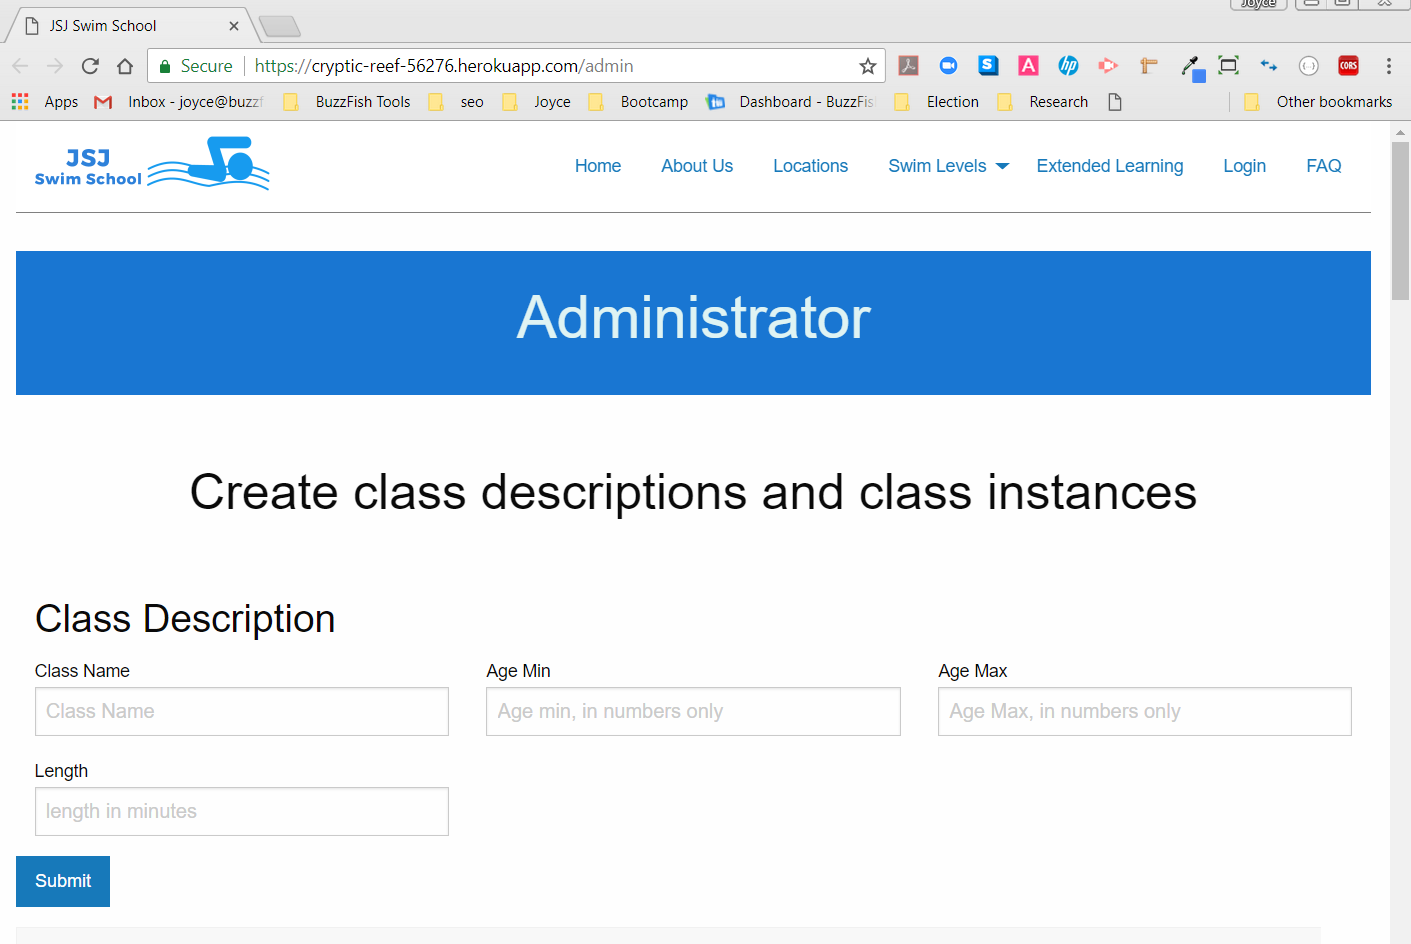 Joyce
JSJ Swim School
Secure https://cryptic-reef-56276.herokuapp.com/admin
Apps Inbox - joyce@buzzf BuzzFish Tools seo Joyce Bootcamp Dashboard - BuzzFis Election Research Other bookmarks
JSJ
Swim School
Home About Us Locations Swim Levels Extended Learning Login FAQ
Administrator
Create class descriptions and class instances
Class Description
Class Name Age Min Age Max
Class Name Age min, in numbers only Age Max, in numbers only
Length
length in minutes
Submit